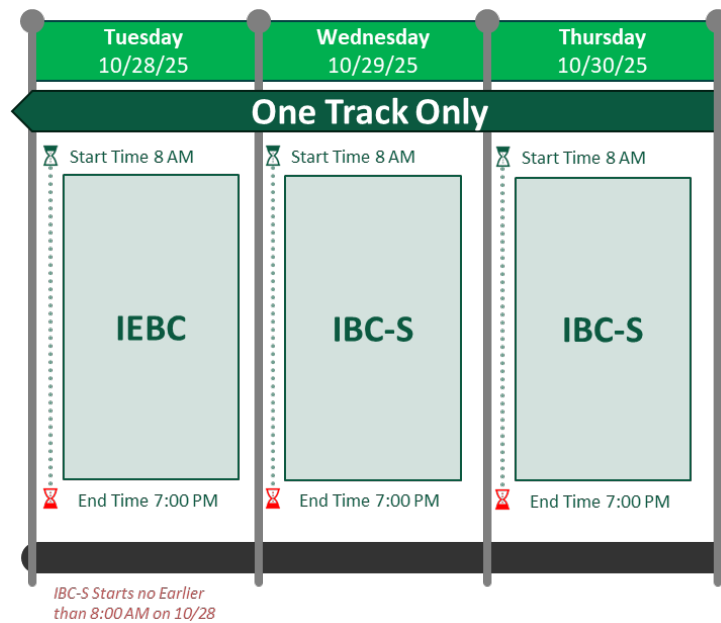 Tuesday
10/28/25
Wednesday
10/29/25
Thursday
10/30/25
One Track Only
Start Time 8 AM
Start Time 8 AM
Start Time 8 AM
IEBC
IBC-S
IBC-S
End Time 7:00 PM
End Time 7:00 PM
End Time 7:00 PM
IBC-S Starts no Earlier
than 8:00 AM on 10/28